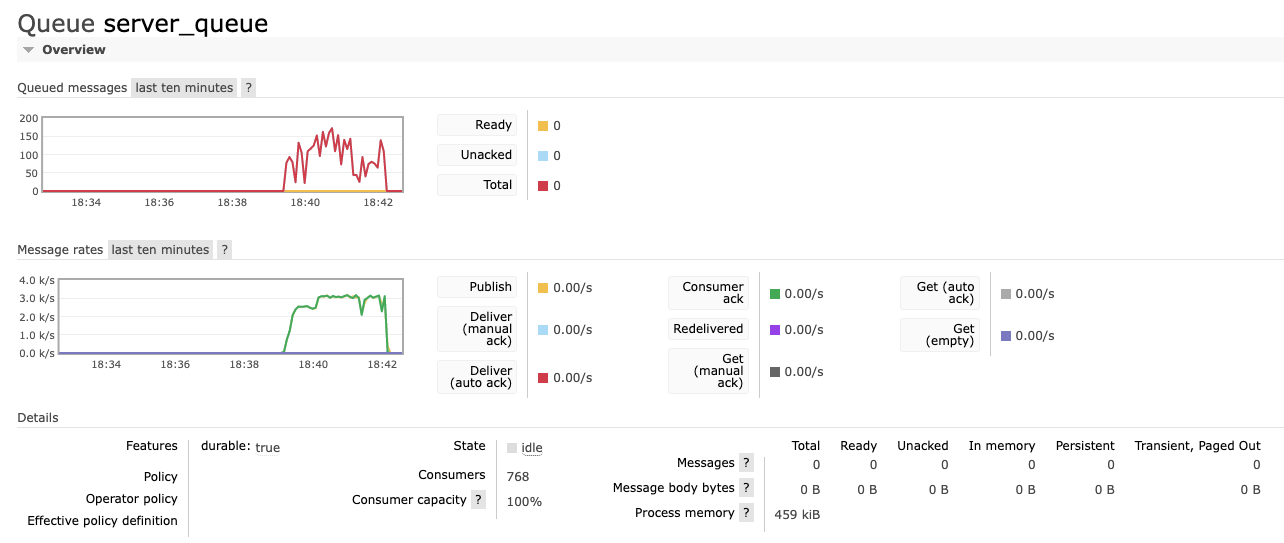 Queue server_queue
Overview
Queued messages last ten minutes ?
200
150
100
50
0
18:34 18:36 18:38 18:40 18:42
Ready 0
Unacked 0
Total 0
Message rates last ten minutes ?
4.0 k/s
3.0 k/s
2.0 k/s
1.0 k/s
0.0 k/s
18:34 18:36 18:38 18:40 18:42
Publish 0.00/s
Deliver
(manual
ack)
0.00/s
Deliver
(auto ack)
0.00/s
Consumer
ack
0.00/s
Redelivered 0.00/s
Get
(manual
ack)
0.00/s
Get (auto
ack)
0.00/s
Get
(empty)
0.00/s
Details
Features durable: true
Policy
Operator policy
Effective policy definition
State idle
Consumers 768
Consumer capacity ? 100%
Total Ready Unacked In memory Persistent Transient, Paged Out
Messages ? 0 0 0 0 0 0
Message body bytes ? 0 B 0 B 0 B 0 B 0 B 0 B
Process memory ? 459 kiB